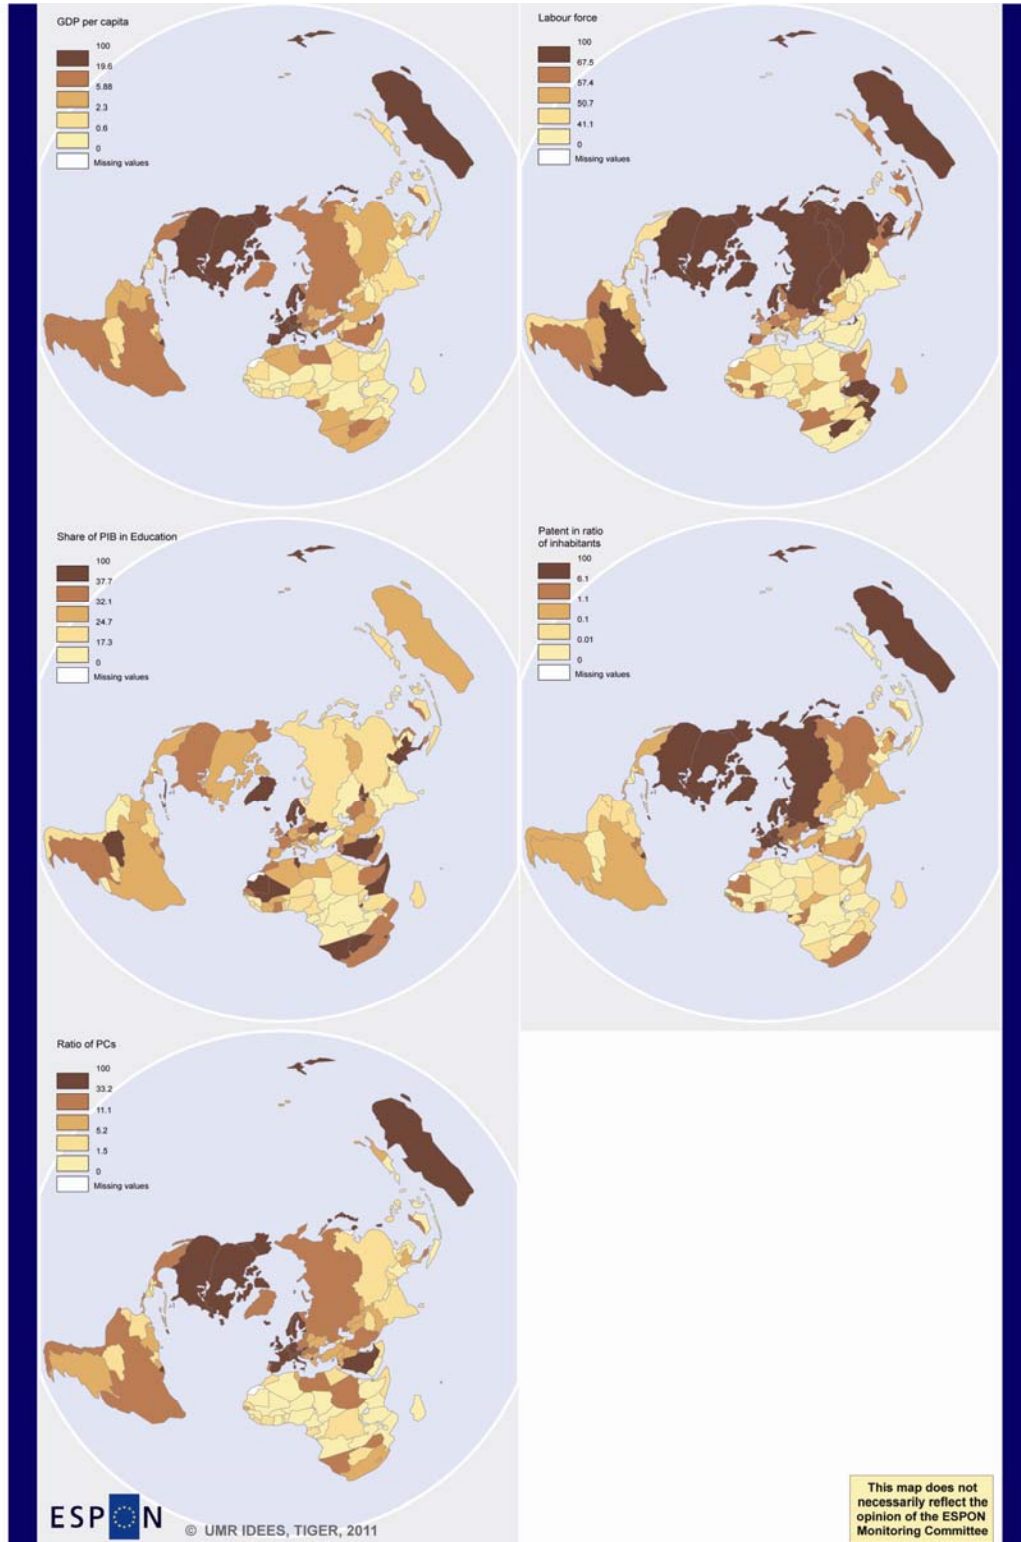 GDP per capita
100
19.6
5.88
2.3
0.6
0
Missing values
Labour force
100
67.5
57.4
50.7
41.1
0
Missing values
Share of PIB in Education
100
37.7
32.1
24.7
17.3
0
Missing values
Patent in ratio
of inhabitants
100
6.1
1.1
0.1
0.01
0
Missing values
Ratio of PCs
100
33.2
11.1
5.2
1.5
0
Missing values
ESPON
© UMR IDEES, TIGER, 2011
This map does not
necessarily reflect the
opinion of the ESPON
Monitoring Committee